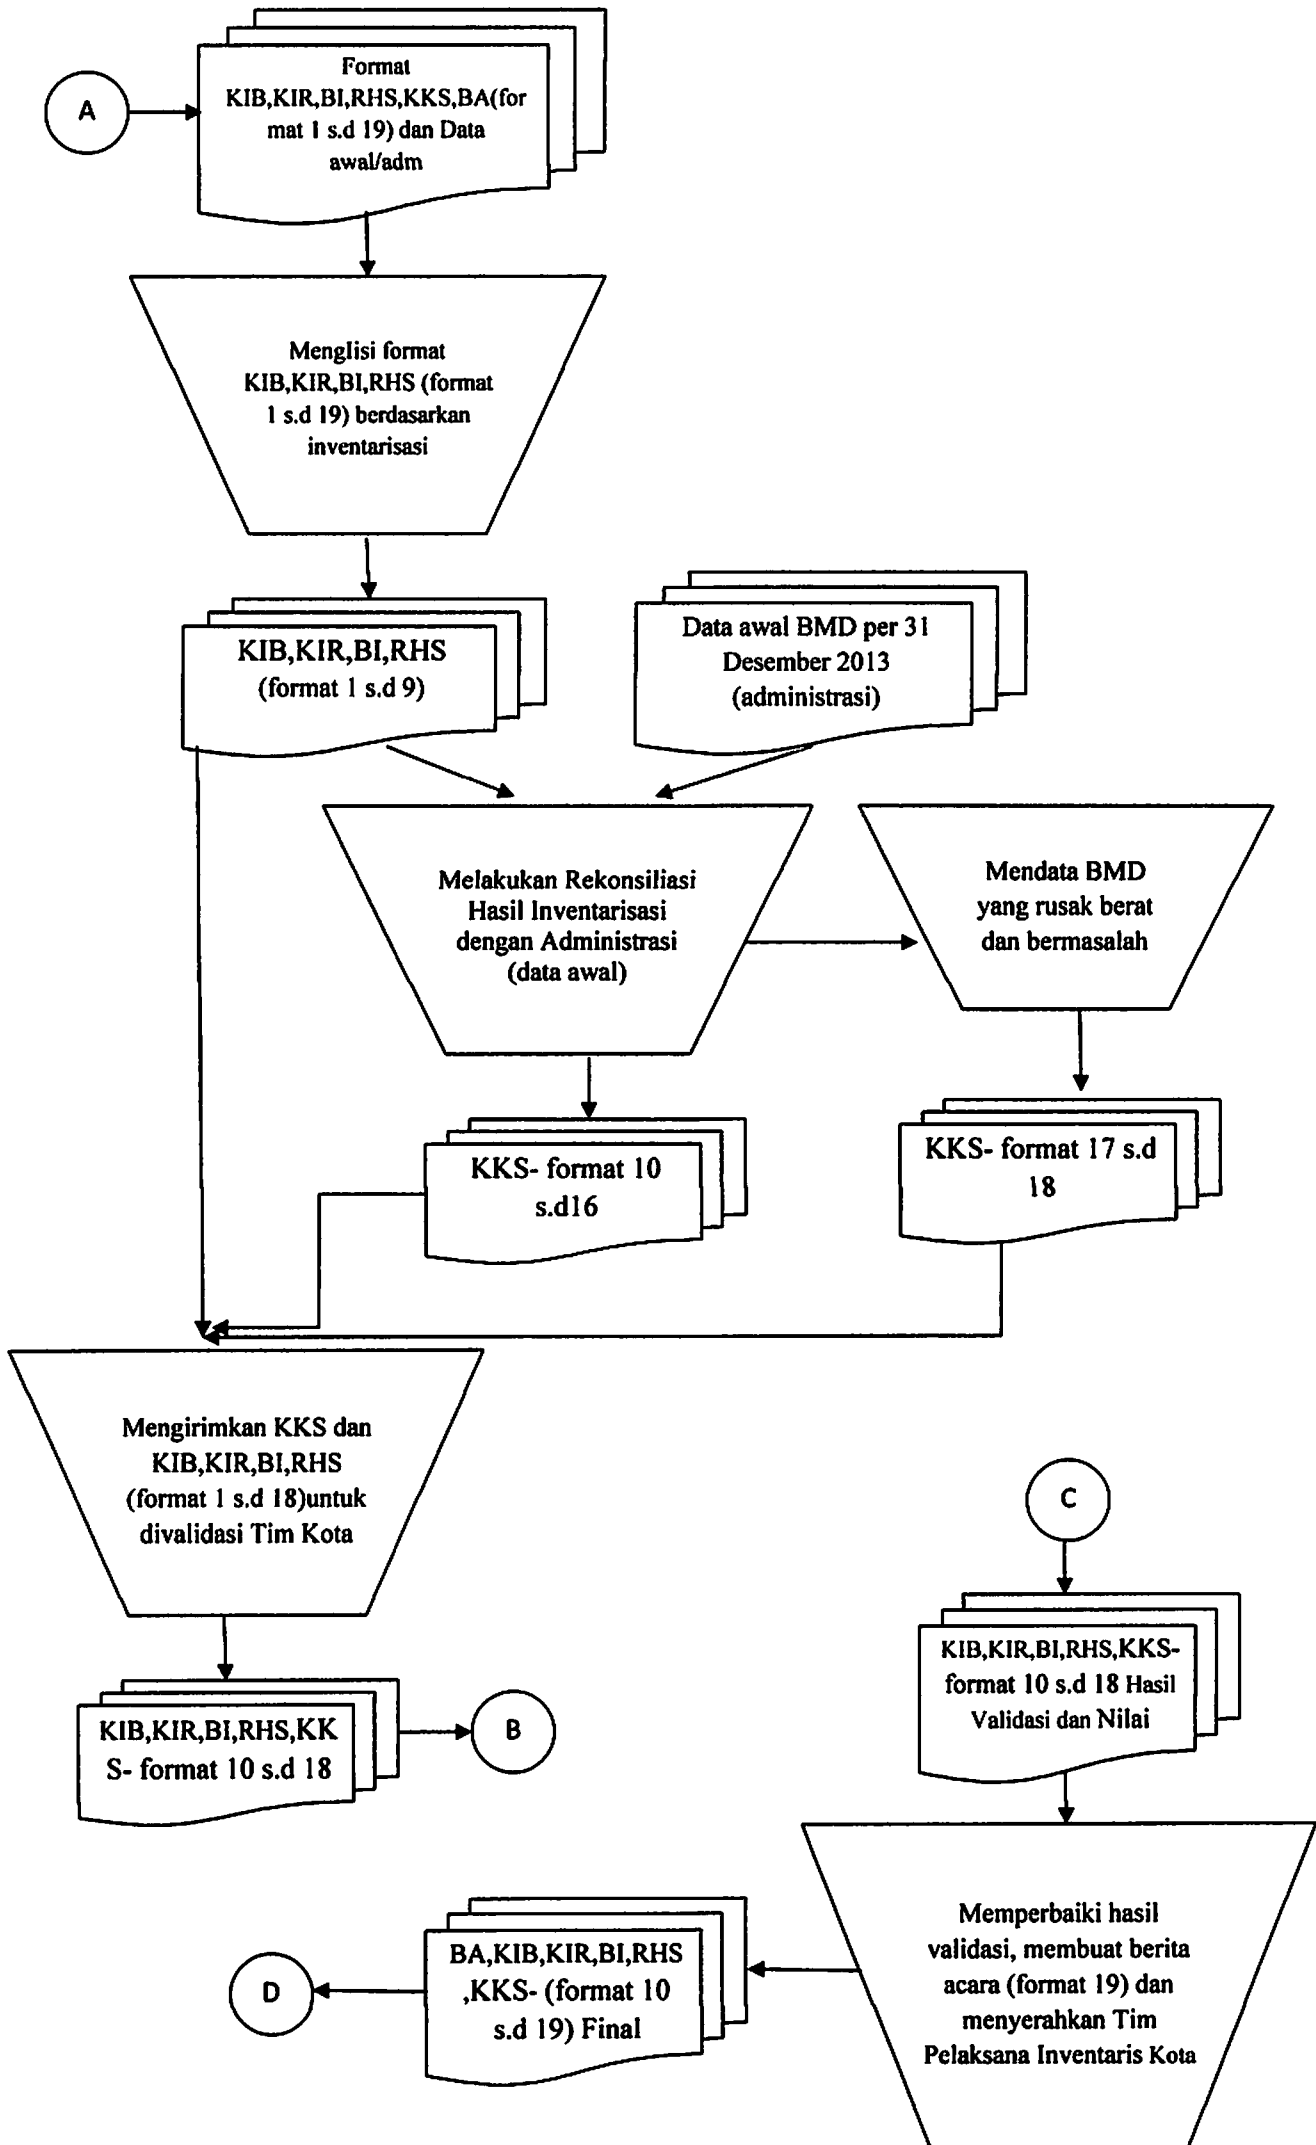 A
Format
KIB,KIR,BI,RHS,KKS,BA(for
mat 1 s.d 19) dan Data
awal/adm
MengIisi format
KIB,KIR,BI,RHS (format
1 s.d 19) berdasarkan
inventarisasi
KIB,KIR,BI,RHS
(format 1 s.d 9)
Data awal BMD per 31
Desember 2013
(administrasi)
Melakukan Rekonsiliasi
Hasil Inventarisasi
dengan Administrasi
(data awal)
Mendata BMD
yang rusak berat
dan bermasalah
KKS- format 10
s.d16
KKS- format 17 s.d
18
Mengirimkan KKS dan
KIB,KIR,BI,RHS
(format 1 s.d 18)untuk
divalidasi Tim Kota
KIB,KIR,BI,RHS,KK
S- format 10 s.d 18
B
C
KIB,KIR,BI,RHS,KKS-
format 10 s.d 18 Hasil
Validasi dan Nilai
Memperbaiki hasil
validasi, membuat berita
acara (format 19) dan
menyerahkan Tim
Pelaksana Inventaris Kota
BA,KIB,KIR,BI,RHS
,KKS- (format 10
s.d 19) Final
D